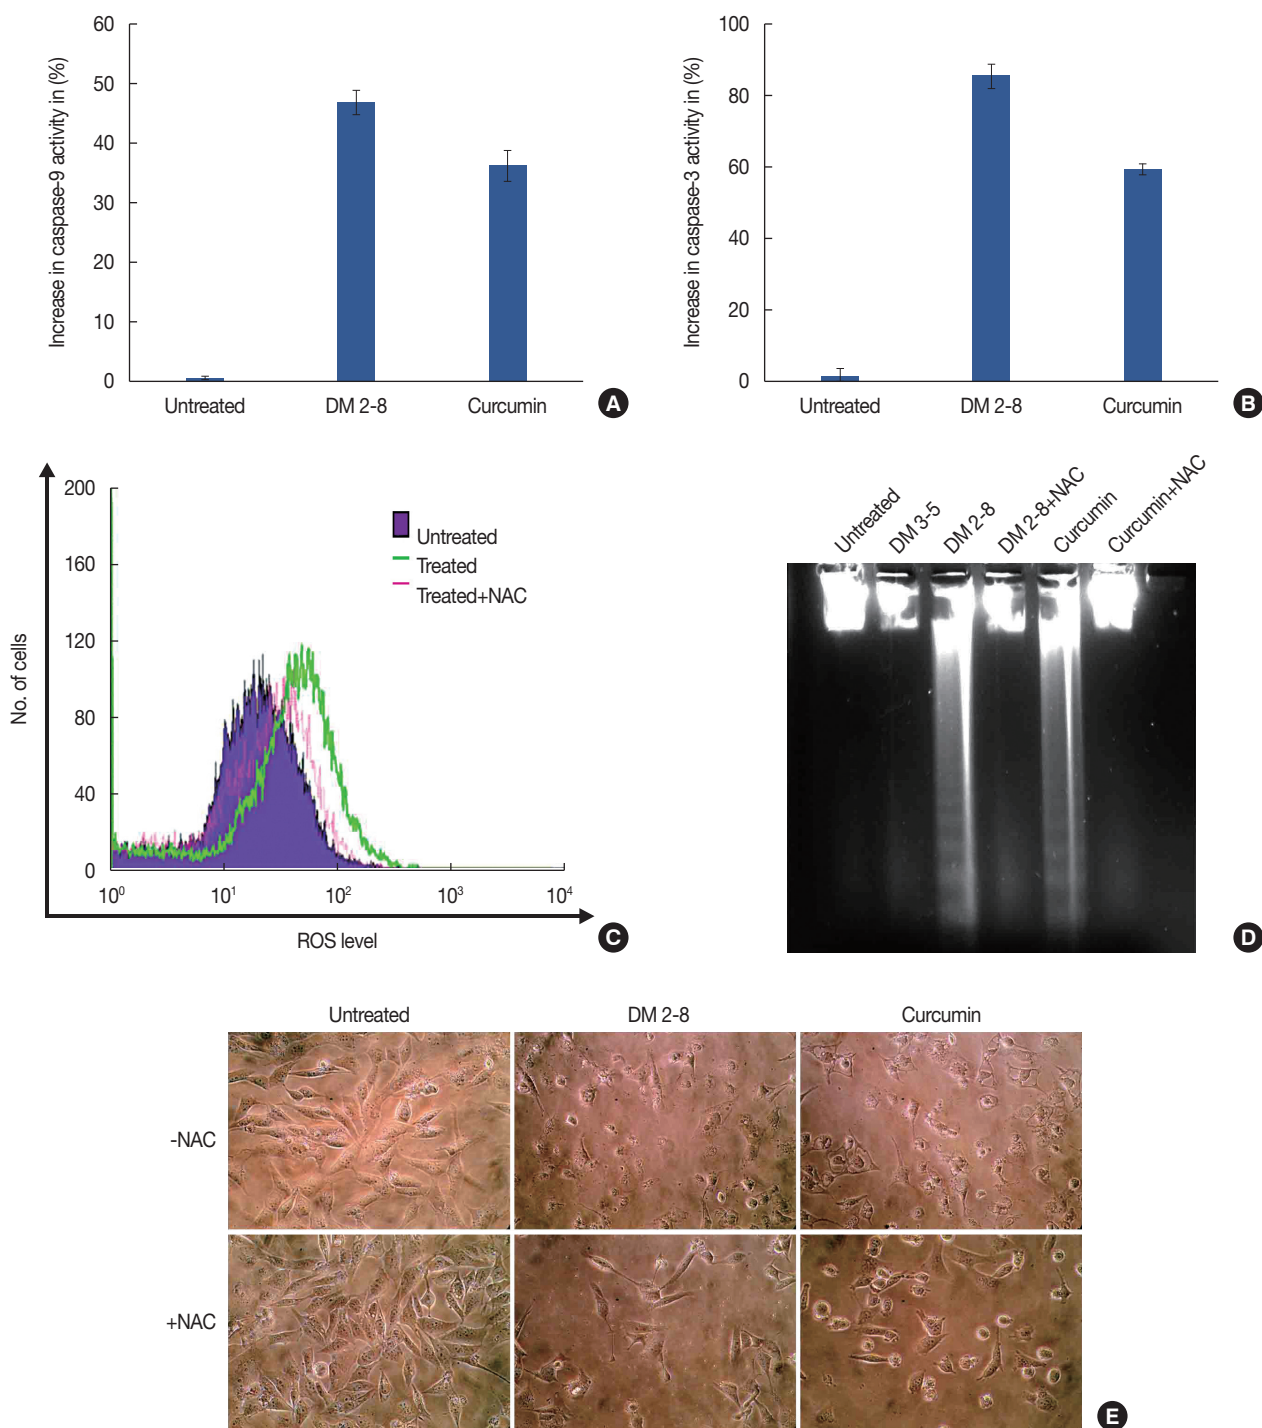 60
50
40
30
20
10
0
Increase in caspase-9 activity in (%)
Untreated
DM 2-8
Curcumin
A
100
80
60
40
20
0
Increase in caspase-3 activity in (%)
Untreated
DM 2-8
Curcumin
B
200
160
120
80
40
0
No. of cells
Untreated
Treated
Treated+NAC
10⁰
10¹
10²
10³
10⁴
ROS level
C
Untreated
DM 3-5
DM 2-8
DM 2-8+NAC
Curcumin
Curcumin+NAC
D
Untreated
DM 2-8
Curcumin
-NAC
+NAC
E